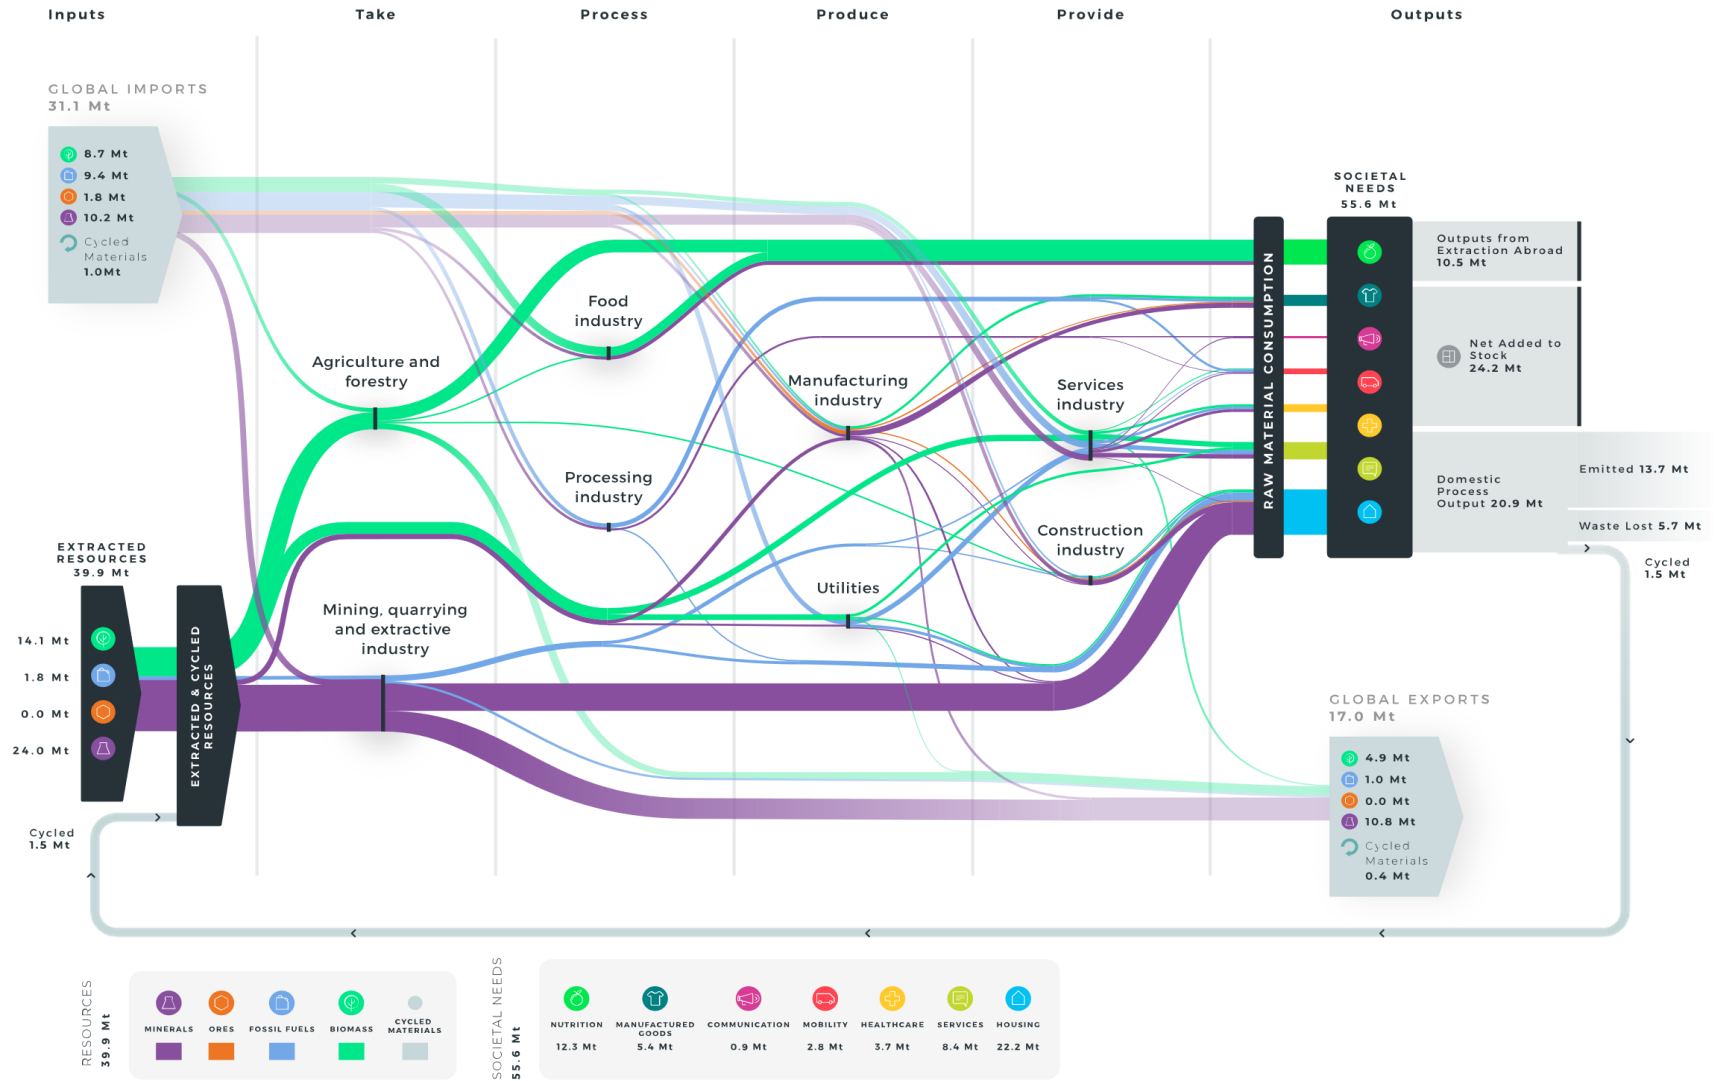 Inputs
Take
Process
Produce
Provide
Outputs
GLOBAL IMPORTS
31.1 Mt
8.7 Mt
9.4 Mt
1.8 Mt
10.2 Mt
Cycled
Materials
1.0Mt
Agriculture and
forestry
Food
industry
Processing
industry
Manufacturing
industry
Services
industry
Construction
industry
Utilities
Mining, quarrying
and extractive
industry
EXTRACTED
RESOURCES
39.9 Mt
14.1 Mt
1.8 Mt
0.0 Mt
24.0 Mt
EXTRACTED & CYCLED
RESOURCES
Cycled
1.5 Mt
RAW MATERIAL CONSUMPTION
SOCIETAL
NEEDS
55.6 Mt
Outputs from
Extraction Abroad
10.5 Mt
Net Added to
Stock
24.2 Mt
Domestic
Process
Output 20.9 Mt
Emitted 13.7 Mt
Waste Lost 5.7 Mt
Cycled
1.5 Mt
GLOBAL EXPORTS
17.0 Mt
4.9 Mt
1.0 Mt
0.0 Mt
10.8 Mt
Cycled
Materials
0.4 Mt
RESOURCES
39.9 Mt
MINERALS
ORES
FOSSIL FUELS
BIOMASS
CYCLED
MATERIALS
SOCIETAL NEEDS
55.6 Mt
NUTRITION
12.3 Mt
MANUFACTURED
GOODS
5.4 Mt
COMMUNICATION
0.9 Mt
MOBILITY
2.8 Mt
HEALTHCARE
3.7 Mt
SERVICES
8.4 Mt
HOUSING
22.2 Mt